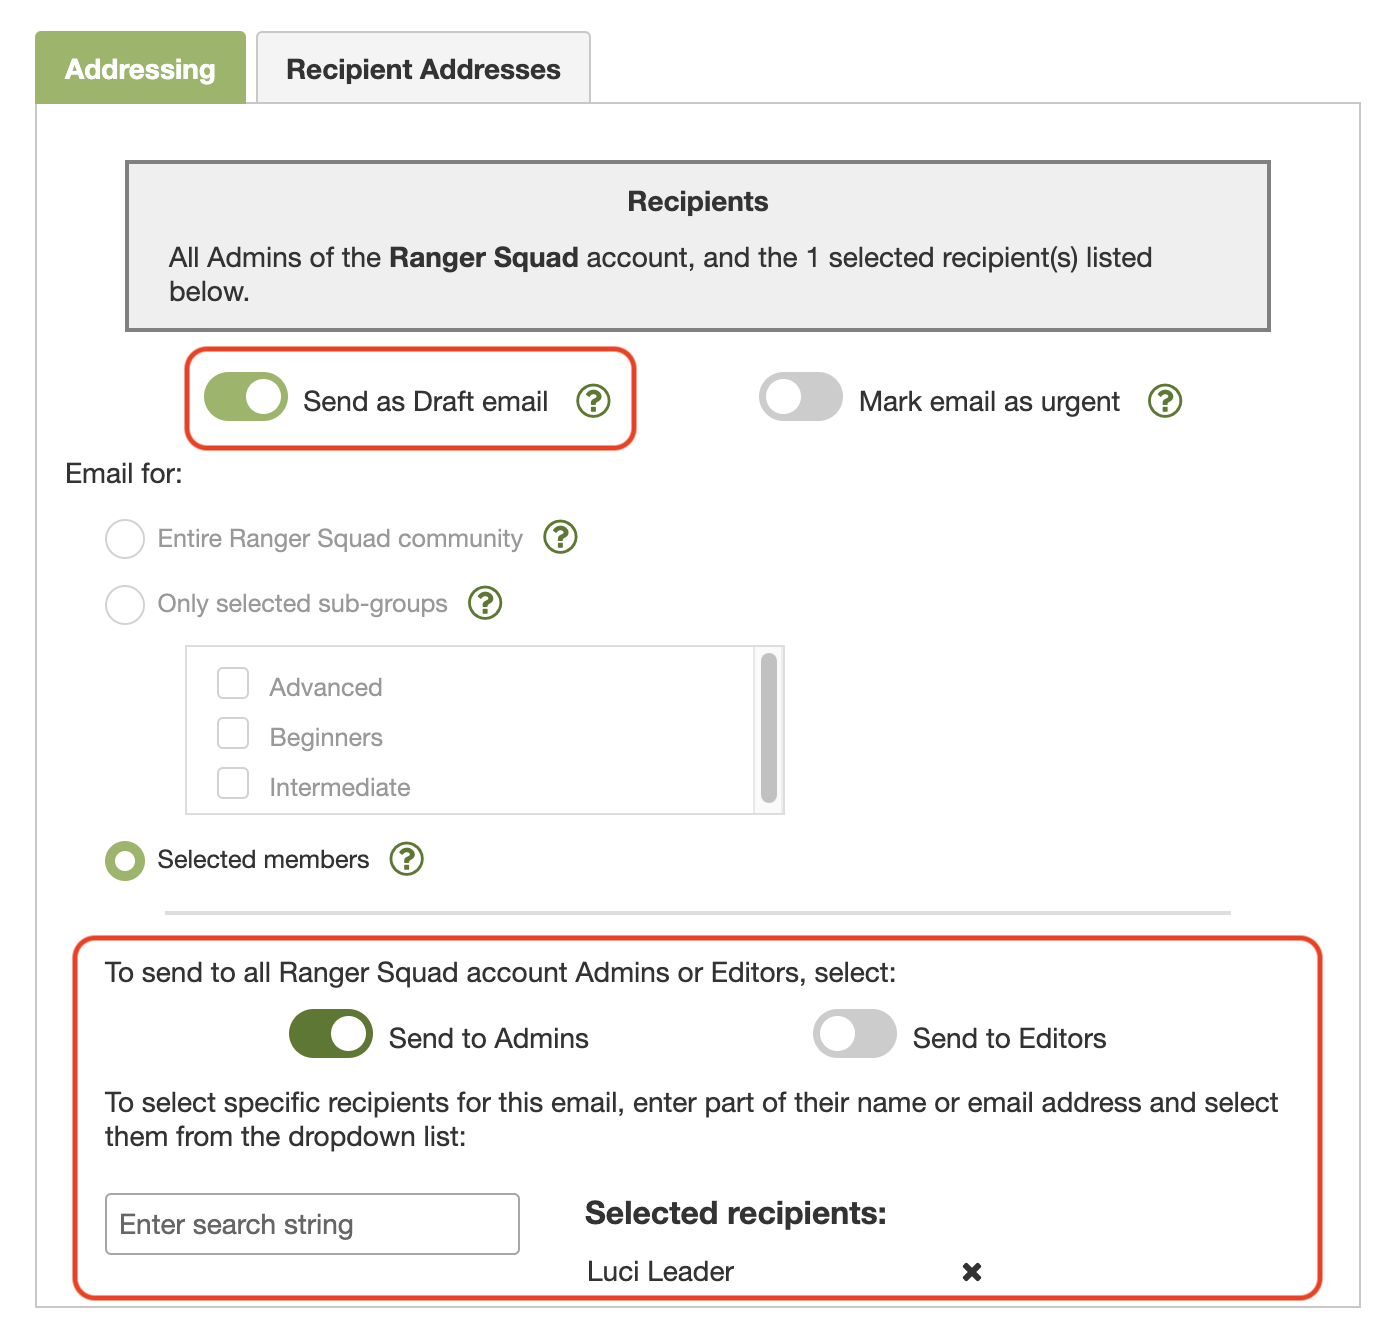 Addressing
Recipient Addresses
Recipients
All Admins of the Ranger Squad account, and the 1 selected recipient(s) listed
below.
Send as Draft email ?
Mark email as urgent ?
Email for:
Entire Ranger Squad community ?
Only selected sub-groups ?
Advanced
Beginners
Intermediate
Selected members ?
To send to all Ranger Squad account Admins or Editors, select:
Send to Admins
Send to Editors
To select specific recipients for this email, enter part of their name or email address and select
them from the dropdown list:
Enter search string
Selected recipients:
Luci Leader